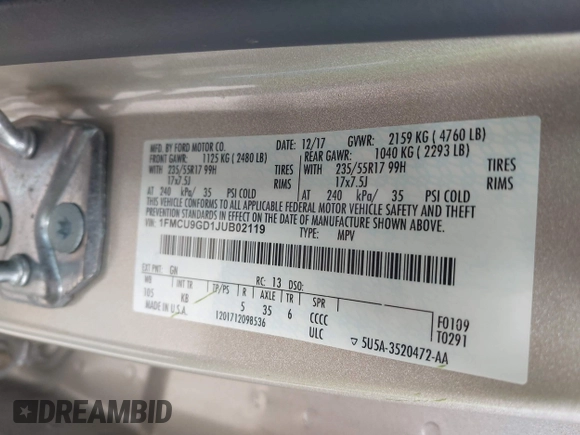 MFD. BY FORD MOTOR CO.
DATE: 12/17 GVWR: 2159 KG ( 4760 LB)
FRONT GAWR: 1125 KG ( 2480 LB) REAR GAWR: 1040 KG ( 2293 LB)
235/55R17 99H TIRES 235/55R17 99H TIRES
17x7.5J RIMS 17x7.5J RIMS
AT 240 kPa/ 35 PSI COLD AT 240 kPa/ 35 PSI COLD
THIS VEHICLE CONFORMS TO ALL APPLICABLE FEDERAL MOTOR VEHICLE SAFETY AND THEFT
PREVENTION STANDARDS IN EFFECT ON THE DATE OF MANUFACTURE SHOWN ABOVE.
VIN: 1FMCU9GD1JUB02119
TYPE: MPV
EXT PNT: GN RC: 13 DSO:
WB INT TR TP/PS R AXLE TR SPR
105 KB 5 35 6 CCCC
ULC
MADE IN U.S.A.
1201712098536
F0109
T0291
5U5A-3520472-AA
DREAMBID